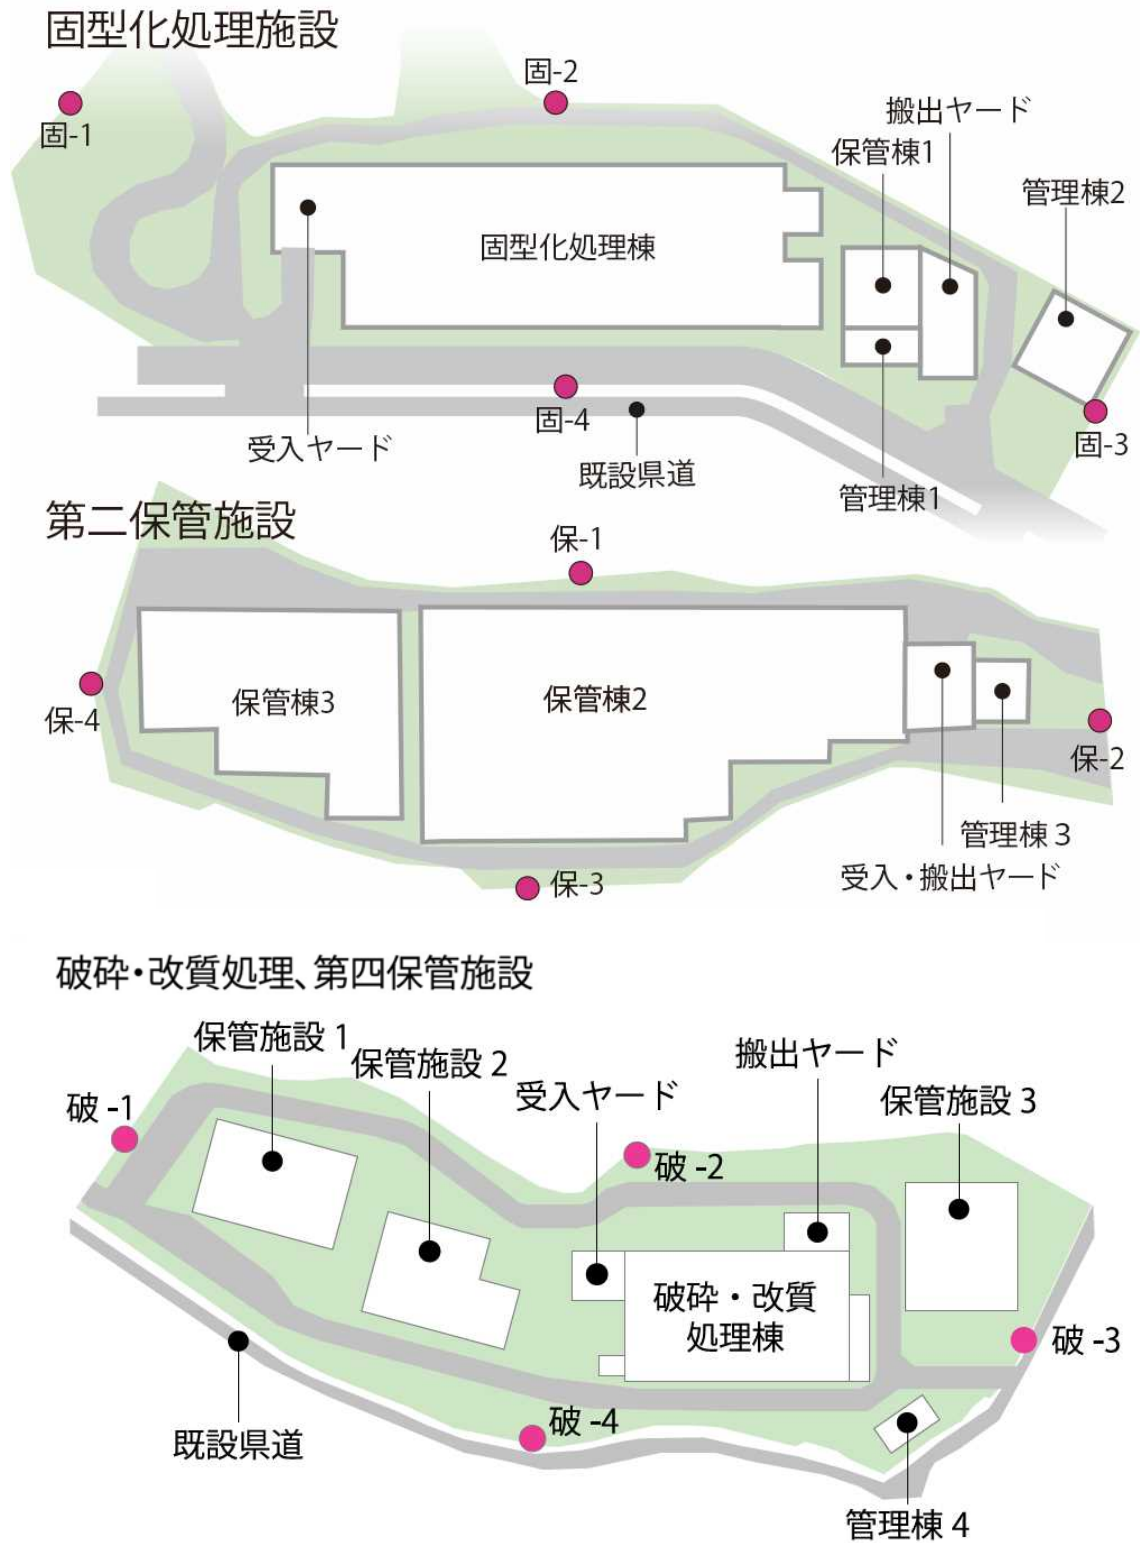 固型化処理施設
固-2
固-1
搬出ヤード
保管棟1
管理棟2
固型化処理棟
固-4
固-3
受入ヤード
既設県道
管理棟1
第二保管施設
保-1
保管棟3
保管棟2
保-4
保-2
管理棟 3
受入・搬出ヤード
保-3
破砕・改質処理、第四保管施設
保管施設 1
保管施設 2
搬出ヤード
受入ヤード
保管施設 3
破 -1
破 -2
破砕・改質
処理棟
破 -3
破 -4
既設県道
管理棟 4